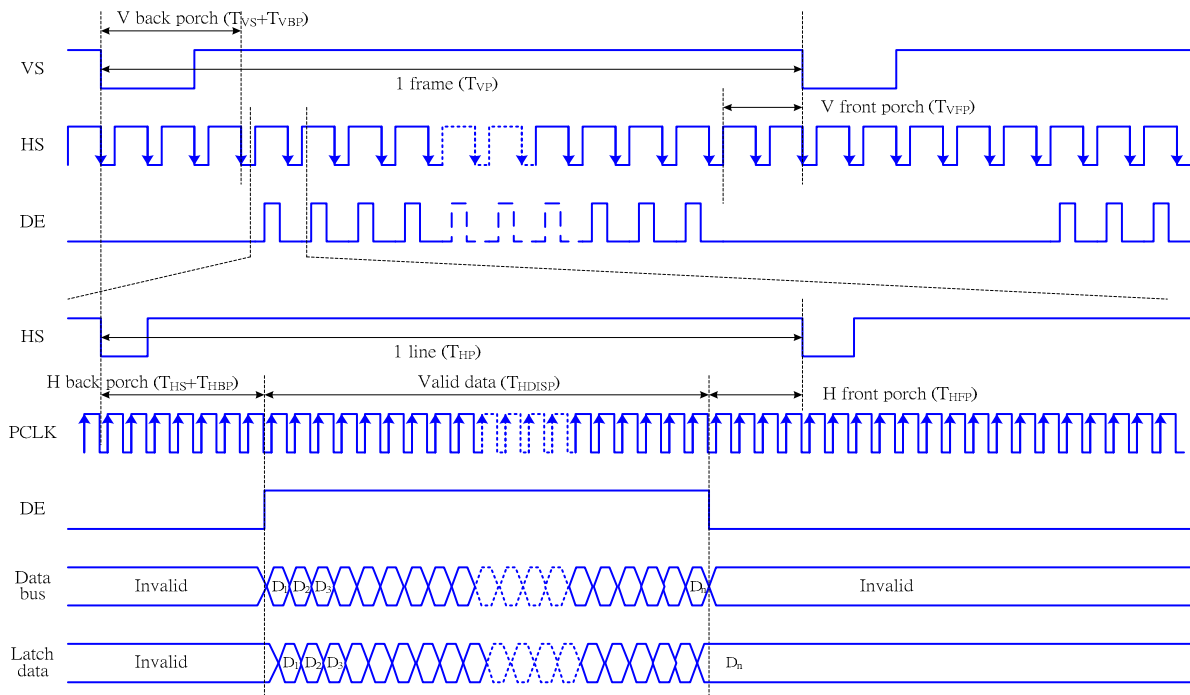 V back porch (TVS+TVBP)
VS
1 frame (TVP)
V front porch (TVFP)
HS
DE
HS
1 line (THP)
H back porch (THS+THBP)
Valid data (THDISP)
H front porch (THFP)
PCLK
DE
Data
bus
Invalid
D1
D2
D3
Dn
Invalid
Latch
data
Invalid
D1
D2
D3
Dn